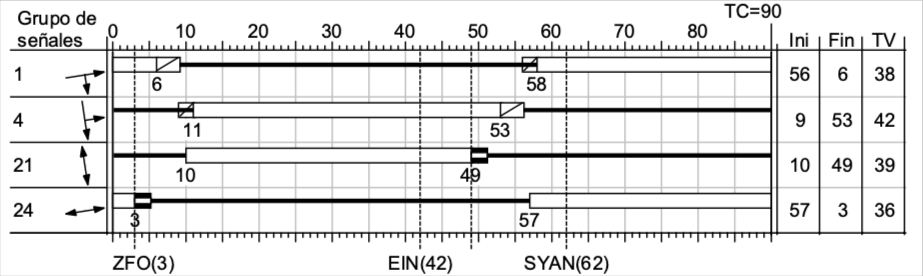 TC=90
Grupo de señales 0 10 20 30 40 50 60 70 80 Ini Fin TV
1 6 58 56 6 38
4 11 53 9 53 42
21 10 49 10 49 39
24 3 57 57 3 36
ZFO(3) EIN(42) SYAN(62)